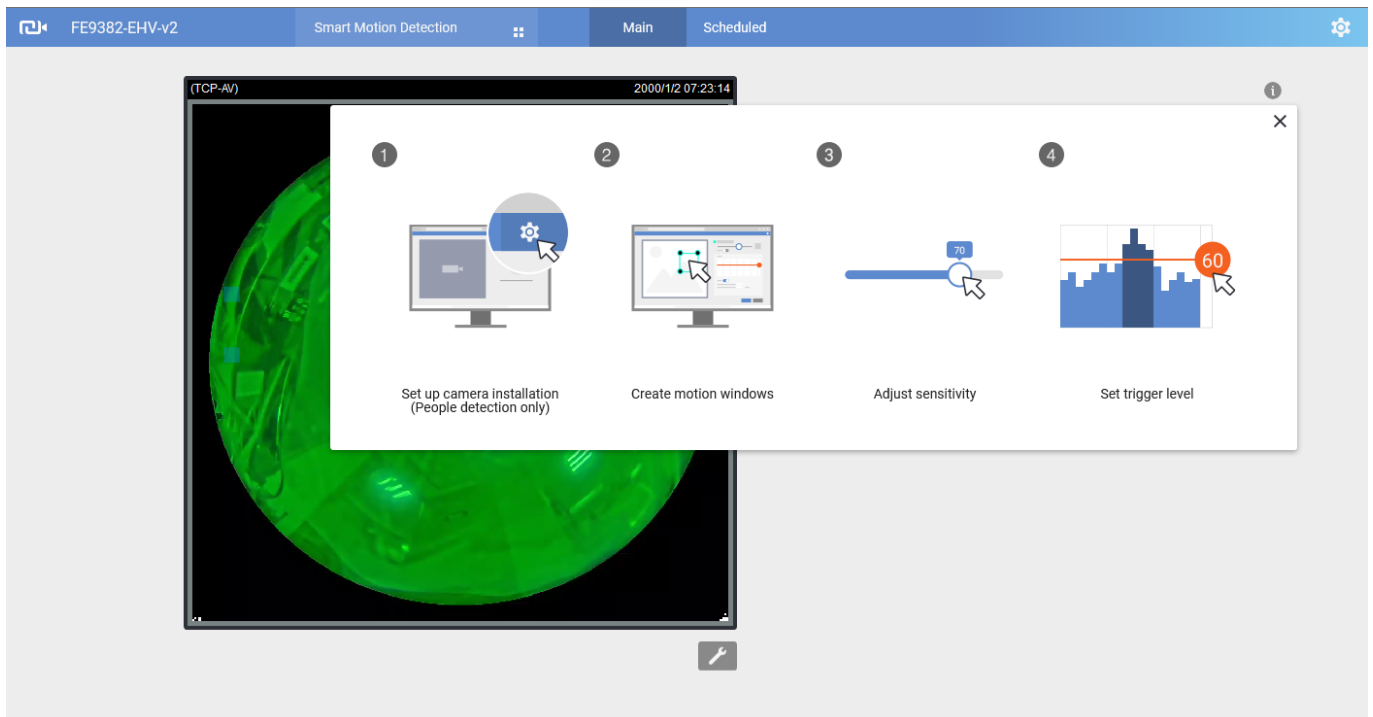 FE9382-EHV-v2
Smart Motion Detection
Main
Scheduled
(TCP-AV)
2000/1/2 07:23:14
1
2
3
4
70
60
Set up camera installation
(People detection only)
Create motion windows
Adjust sensitivity
Set trigger level